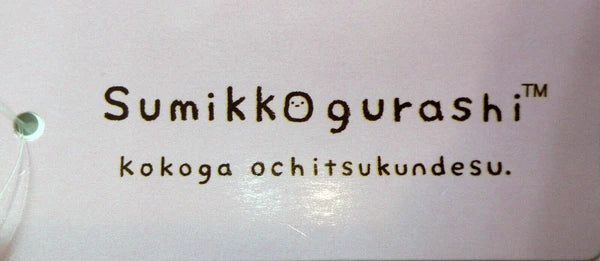 Sumikkogurashi™
kokoga ochitsukundesu.